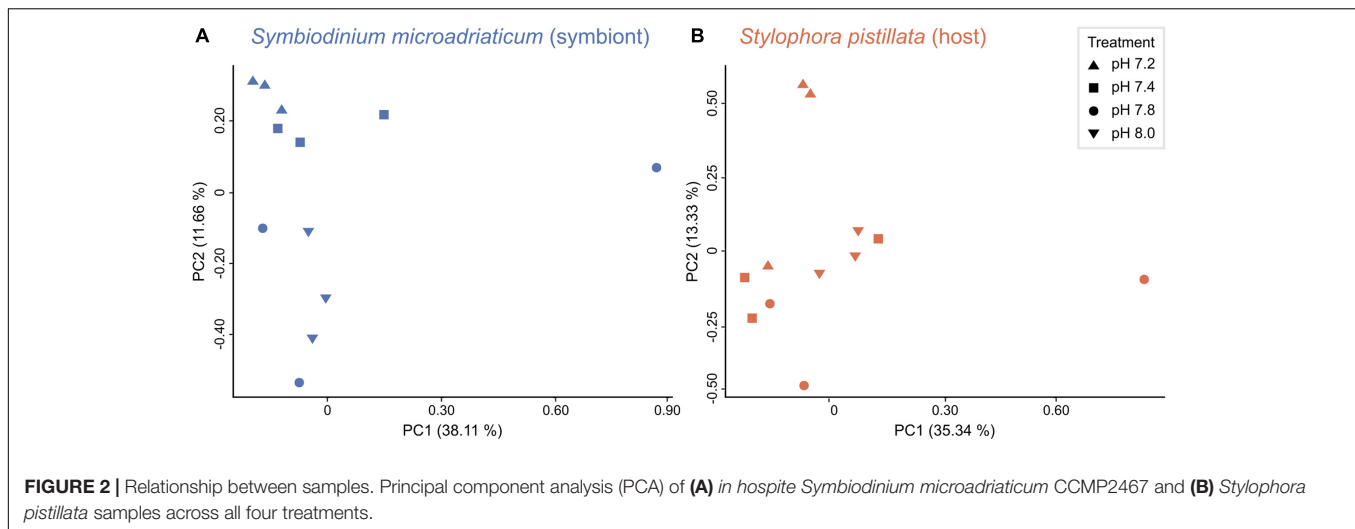 A Symbiodinium microadriaticum (symbiont)
0.20
0
-0.20
-0.40
PC2 (11.66 %)
0
0.30
0.60
0.90
PC1 (38.11 %)
B Stylophora pistillata (host)
0.50
0.25
0
-0.25
-0.50
PC2 (13.33 %)
0
0.30
0.60
PC1 (35.34 %)
Treatment
pH 7.2
pH 7.4
pH 7.8
pH 8.0
FIGURE 2 | Relationship between samples. Principal component analysis (PCA) of (A) in hospite Symbiodinium microadriaticum CCMP2467 and (B) Stylophora
pistillata samples across all four treatments.